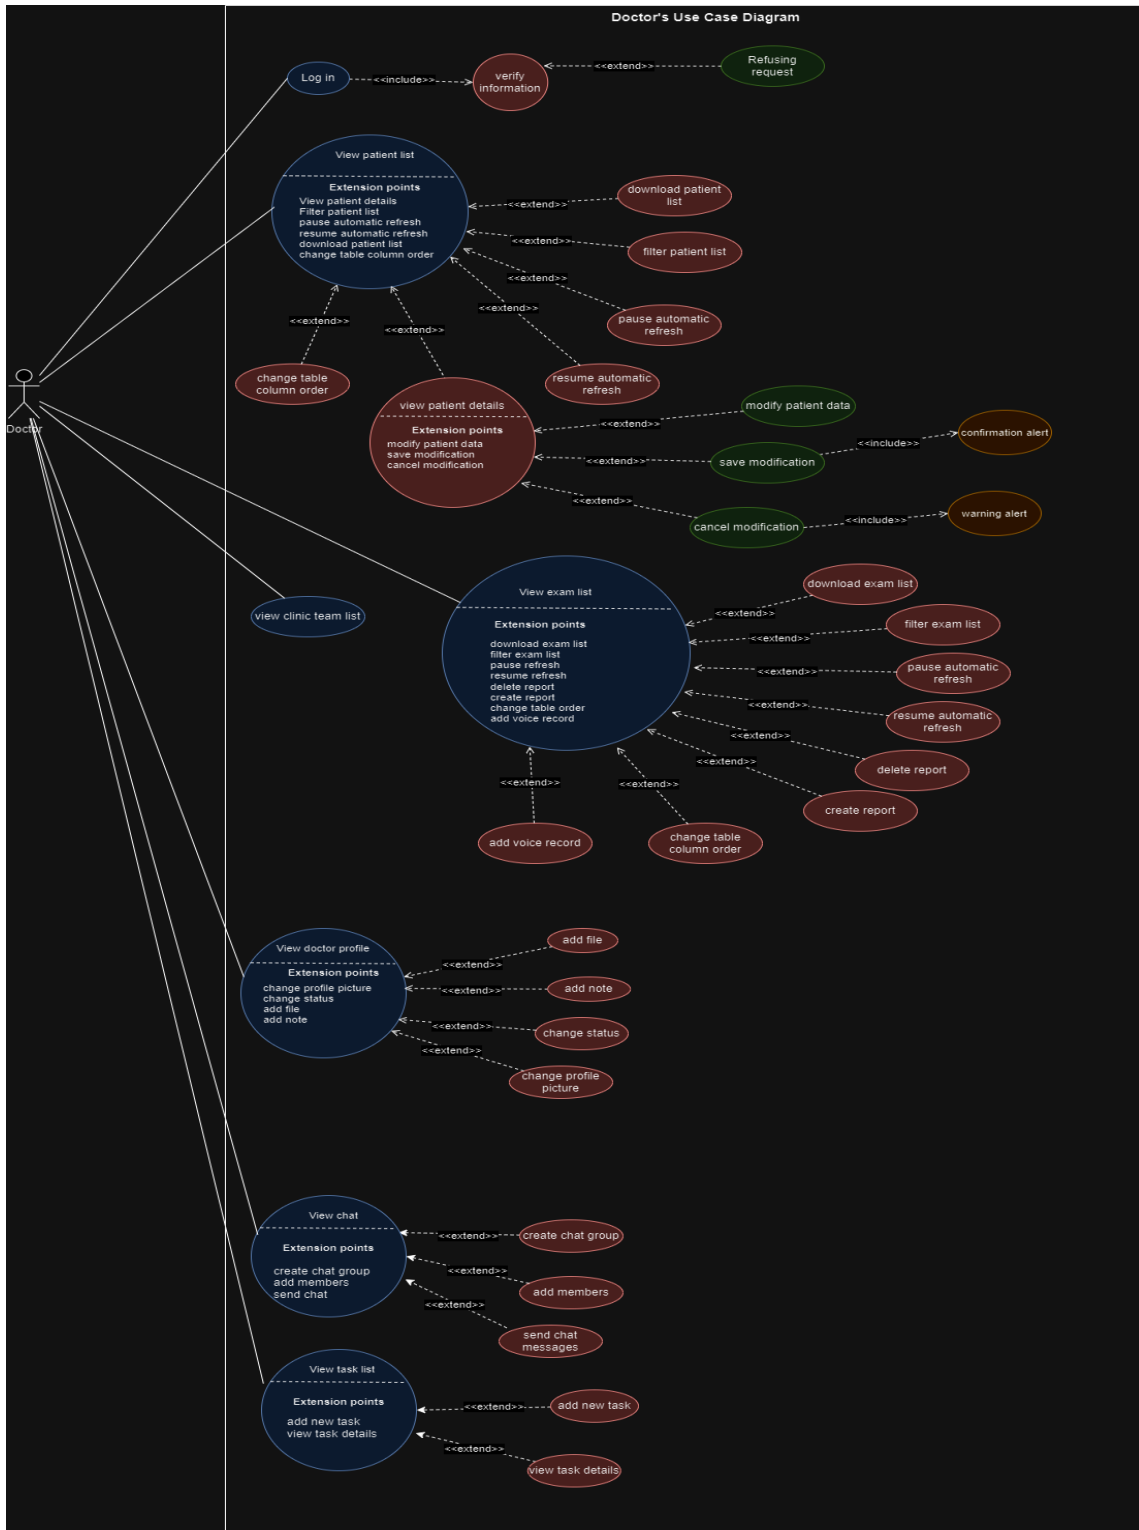 Doctor's Use Case Diagram
Log in
<<include>>
verify
information
<<extend>>
Refusing
request
View patient list
Extension points
View patient details
Filter patient list
pause automatic refresh
resume automatic refresh
download patient list
change table column order
<<extend>>
download patient
list
<<extend>>
filter patient list
<<extend>>
pause automatic
refresh
<<extend>>
resume automatic
refresh
<<extend>>
change table
column order
<<extend>>
view patient details
Extension points
modify patient data
save modification
cancel modification
<<extend>>
modify patient data
<<extend>>
save modification
<<include>>
confirmation alert
<<extend>>
cancel modification
<<include>>
warning alert
Doctor
view clinic team list
View exam list
Extension points
download exam list
filter exam list
pause refresh
resume refresh
delete report
create report
change table order
add voice record
<<extend>>
download exam list
<<extend>>
filter exam list
<<extend>>
pause automatic
refresh
<<extend>>
resume automatic
refresh
<<extend>>
delete report
<<extend>>
create report
<<extend>>
add voice record
<<extend>>
change table
column order
View doctor profile
Extension points
change profile picture
change status
add file
add note
<<extend>>
add file
<<extend>>
add note
<<extend>>
change status
<<extend>>
change profile
picture
View chat
Extension points
create chat group
add members
send chat
<<extend>>
create chat group
<<extend>>
add members
<<extend>>
send chat
messages
View task list
Extension points
add new task
view task details
<<extend>>
add new task
<<extend>>
view task details